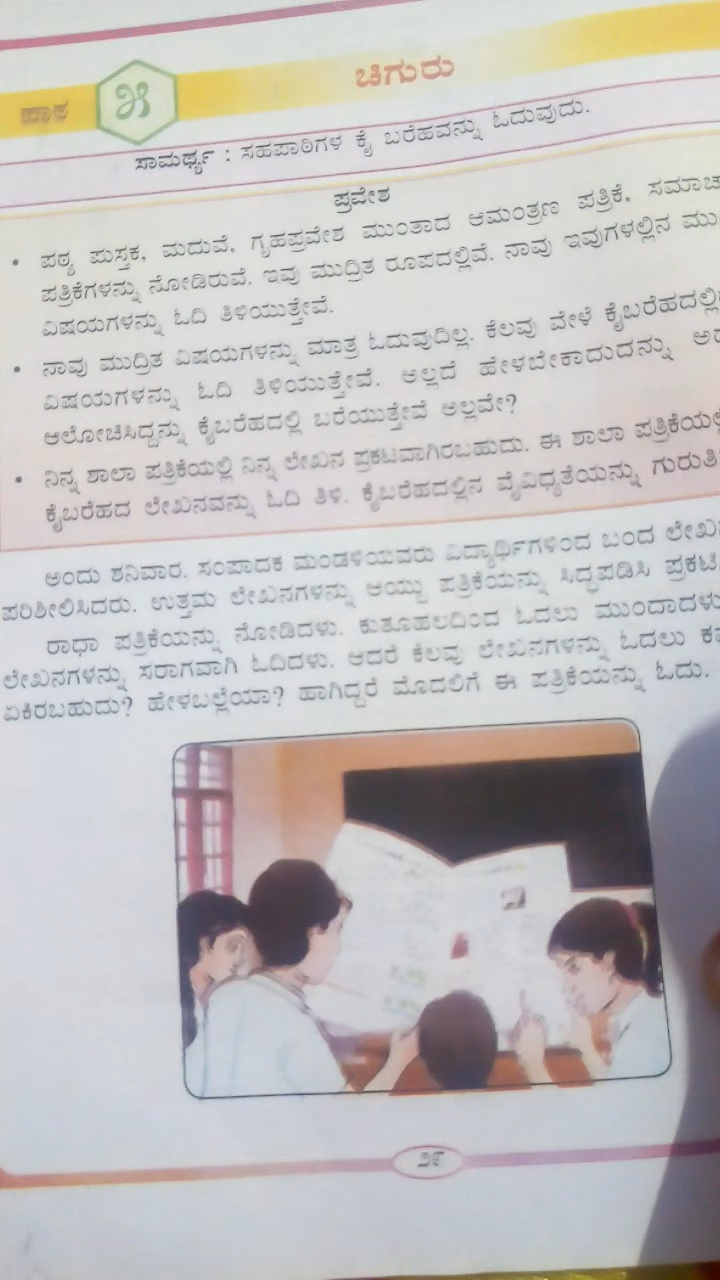 ಪಾಠ ೫ ಚಿಗುರು
ಸಾಮರ್ಥ್ಯ : ಸಹಪಾಠಿಗಳ ಕೈ ಬರೆಹವನ್ನು ಓದುವುದು.
ಪ್ರವೇಶ
• ಪಠ್ಯ ಪುಸ್ತಕ, ಮದುವೆ, ಗೃಹಪ್ರವೇಶ ಮುಂತಾದ ಆಮಂತ್ರಣ ಪತ್ರಿಕೆ, ಸಮಾಚ
ಪತ್ರಿಕೆಗಳನ್ನು ನೋಡಿರುವೆ. ಇವು ಮುದ್ರಿತ ರೂಪದಲ್ಲಿವೆ. ನಾವು ಇವುಗಳಲ್ಲಿನ ಮು
ವಿಷಯಗಳನ್ನು ಓದಿ ತಿಳಿಯುತ್ತೇವೆ.
• ನಾವು ಮುದ್ರಿತ ವಿಷಯಗಳನ್ನು ಮಾತ್ರ ಓದುವುದಿಲ್ಲ. ಕೆಲವು ವೇಳೆ ಕೈಬರೆಹದಲ್ಲಿ
ವಿಷಯಗಳನ್ನು ಓದಿ ತಿಳಿಯುತ್ತೇವೆ. ಅಲ್ಲದೆ ಹೇಳಬೇಕಾದುದನ್ನು ಅ
ಆಲೋಚಿಸಿದ್ದನ್ನು ಕೈಬರೆಹದಲ್ಲಿ ಬರೆಯುತ್ತೇವೆ ಅಲ್ಲವೇ?
• ನಿನ್ನ ಶಾಲಾ ಪತ್ರಿಕೆಯಲ್ಲಿ ನಿನ್ನ ಲೇಖನ ಪ್ರಕಟವಾಗಿರಬಹುದು. ಈ ಶಾಲಾ ಪತ್ರಿಕೆಯಲ್ಲಿ
ಕೈಬರೆಹದ ಲೇಖನವನ್ನು ಓದಿ ತಿಳಿ. ಕೈಬರೆಹದಲ್ಲಿನ ವೈವಿಧ್ಯತೆಯನ್ನು ಗುರುತಿ
ಅಂದು ಶನಿವಾರ. ಸಂಪಾದಕ ಮಂಡಳಿಯವರು ವಿದ್ಯಾರ್ಥಿಗಳಿಂದ ಬಂದ ಲೇಖ
ಪರಿಶೀಲಿಸಿದರು. ಉತ್ತಮ ಲೇಖನಗಳನ್ನು ಆಯ್ದು ಪತ್ರಿಕೆಯನ್ನು ಸಿದ್ಧಪಡಿಸಿ ಪ್ರಕಟಿ
ರಾಧಾ ಪತ್ರಿಕೆಯನ್ನು ನೋಡಿದಳು. ಕುತೂಹಲದಿಂದ ಓದಲು ಮುಂದಾದಳು
ಲೇಖನಗಳನ್ನು ಸರಾಗವಾಗಿ ಓದಿದಳು. ಆದರೆ ಕೆಲವು ಲೇಖನಗಳನ್ನು ಓದಲು ಕ
ಏಕಿರಬಹುದು? ಹೇಳಬಲ್ಲೆಯಾ? ಹಾಗಿದ್ದರೆ ಮೊದಲಿಗೆ ಈ ಪತ್ರಿಕೆಯನ್ನು ಓದು.
೨೯